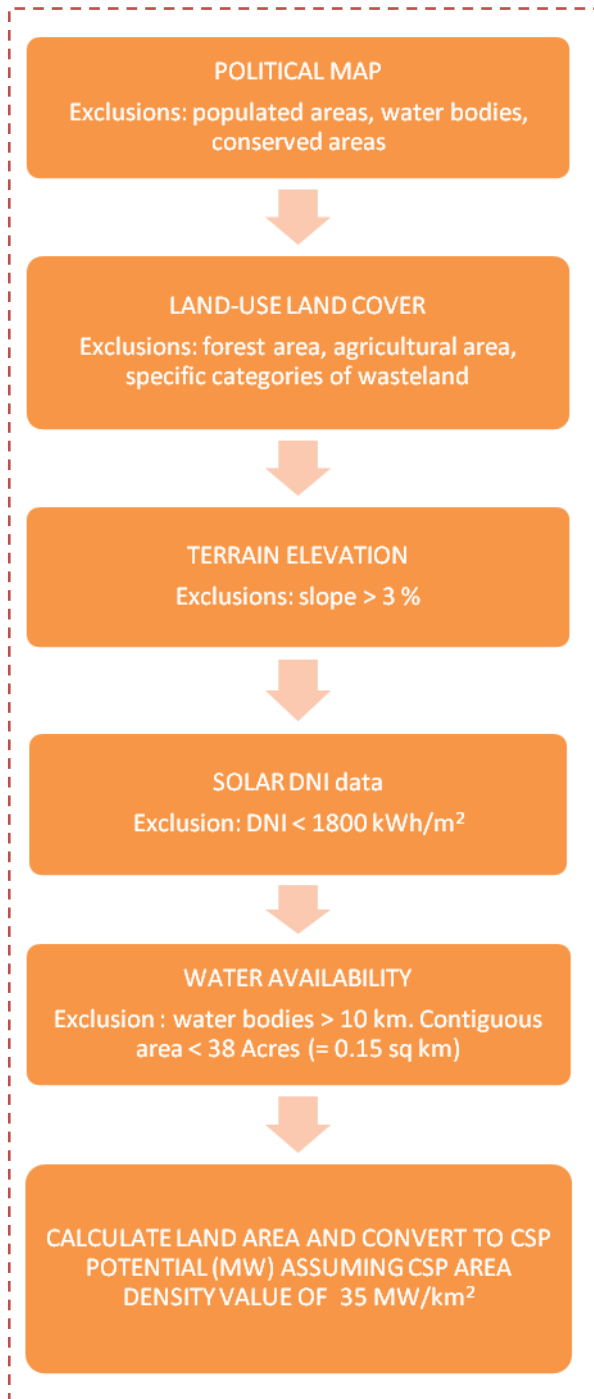 POLITICAL MAP
Exclusions: populated areas, water bodies,
conserved areas
LAND-USE LAND COVER
Exclusions: forest area, agricultural area,
specific categories of wasteland
TERRAIN ELEVATION
Exclusions: slope > 3 %
SOLAR DNI data
Exclusion: DNI < 1800 kWh/m²
WATER AVAILABILITY
Exclusion : water bodies > 10 km. Contiguous
area < 38 Acres (= 0.15 sq km)
CALCULATE LAND AREA AND CONVERT TO CSP
POTENTIAL (MW) ASSUMING CSP AREA
DENSITY VALUE OF 35 MW/km²